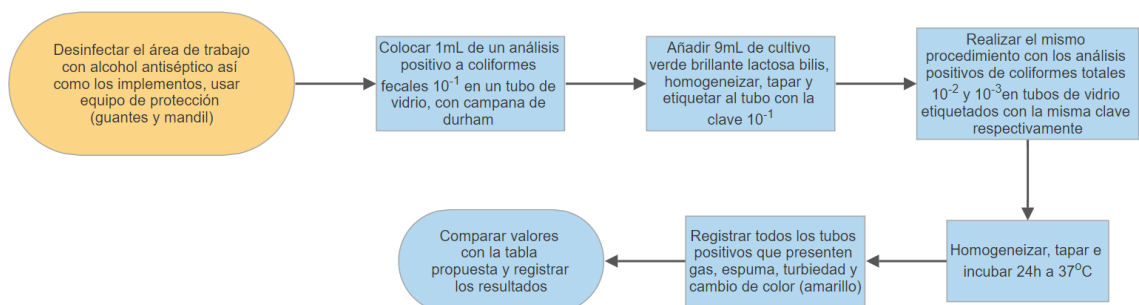 Desinfectar el área de trabajo
con alcohol antiséptico así
como los implementos, usar
equipo de protección
(guantes y mandil)
Colocar 1mL de un análisis
positivo a coliformes
fecales 10⁻¹ en un tubo de
vidrio, con campana de
durham
Añadir 9mL de cultivo
verde brillante lactosa bilis,
homogeneizar, tapar y
etiquetar al tubo con la
clave 10⁻¹
Realizar el mismo
procedimiento con los análisis
positivos de coliformes totales
10⁻² y 10⁻³ en tubos de vidrio
etiquetados con la misma clave
respectivamente
Homogeneizar, tapar e
incubar 24h a 37⁰C
Registrar todos los tubos
positivos que presenten
gas, espuma, turbiedad y
cambio de color (amarillo)
Comparar valores
con la tabla
propuesta y registrar
los resultados